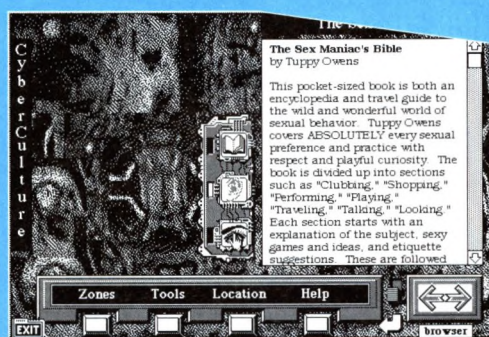 CyberCulture
The
The Sex Maniac's Bible
by Tuppy Owens
This pocket-sized book is both an
encyclopedia and travel guide to
the wild and wonderful world of
sexual behavior. Tuppy Owens
covers ABSOLUTELY every sexual
preference and practice with
respect and playful curiosity. The
book is divided up into sections
such as "Clubbing," "Shopping,"
"Performing," "Playing,"
"Traveling," "Talking," "Looking."
Each section starts with an
explanation of the subject, sexy
games and ideas, and etiquette
suggestions. These are followed
Zones Tools Location Help
EXIT
browser